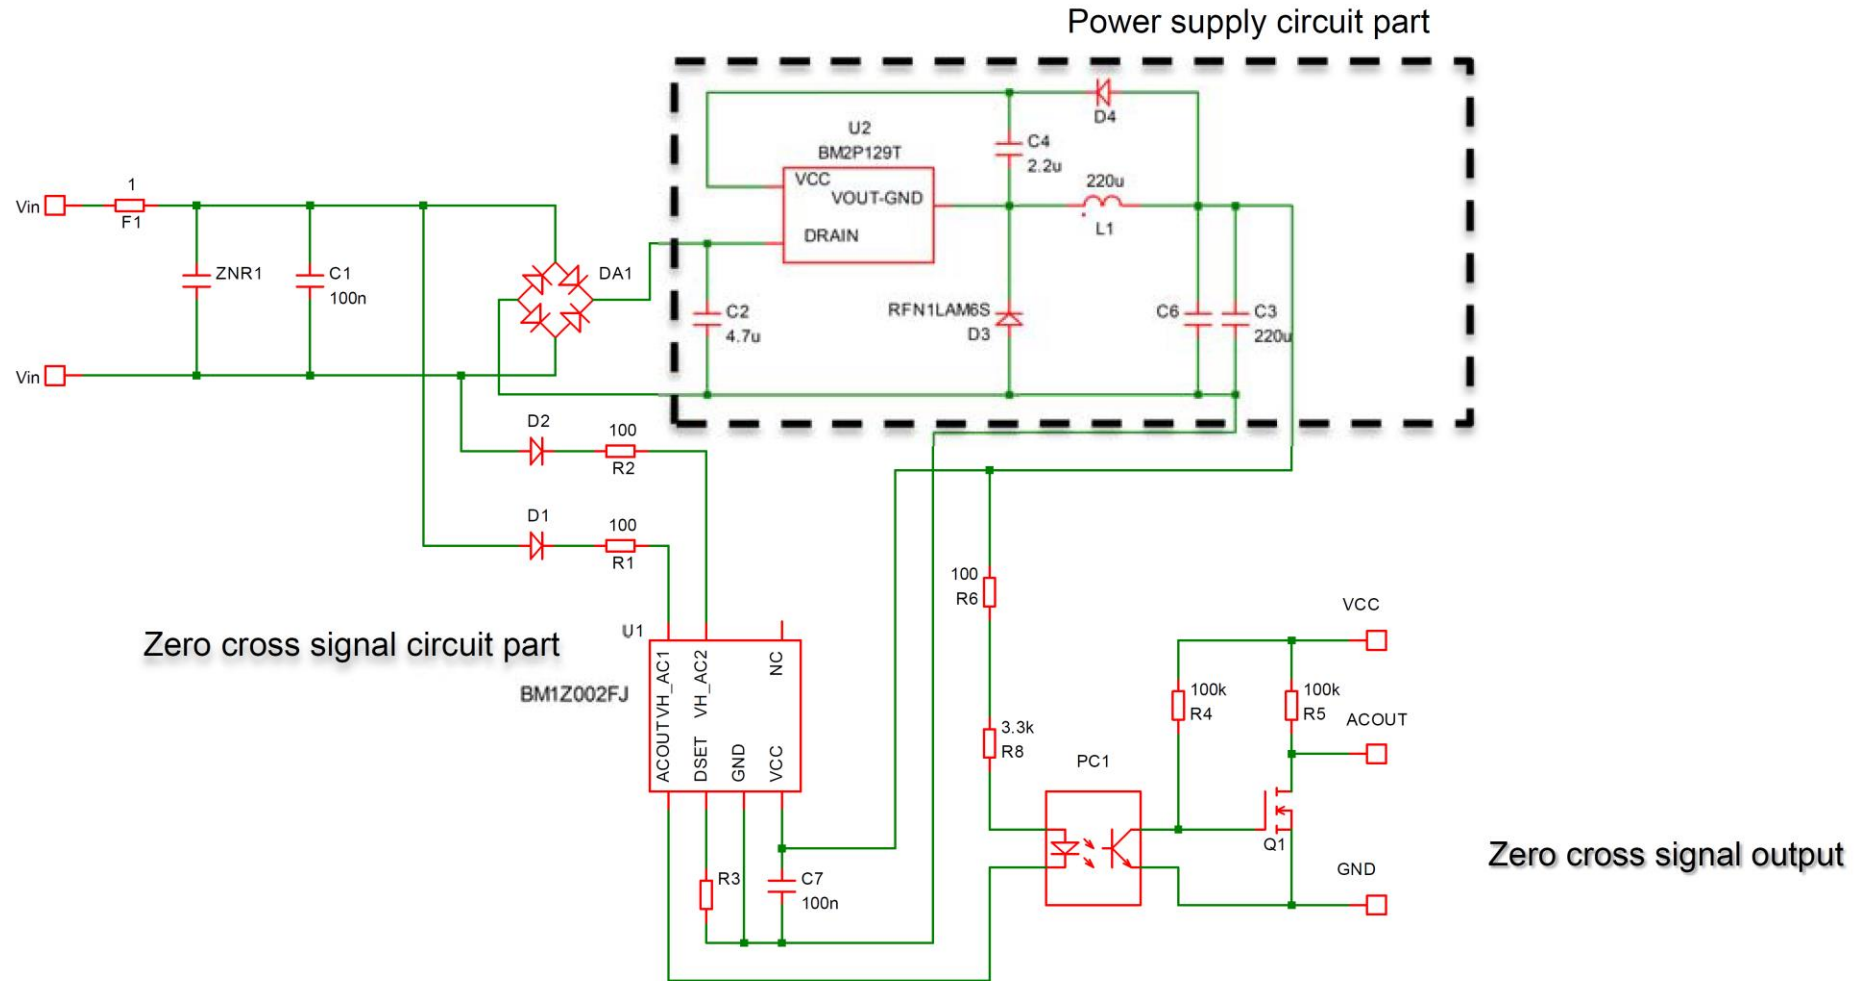 Power supply circuit part
D4
U2
BM2P129T
C4
2.2u
VCC
VOUT-GND
DRAIN
220u
L1
Vin
1
F1
ZNR1
C1
100n
DA1
C2
4.7u
RFN1LAM6S
D3
C6
C3
220u
Vin
D2
100
R2
D1
100
R1
100
R6
Zero cross signal circuit part
U1
BM1Z002FJ
VH_AC1
VH_AC2
NC
ACOUT
DSET
GND
VCC
3.3k
R8
PC1
VCC
100k
R4
100k
R5
ACOUT
Q1
GND
Zero cross signal output
R3
C7
100n